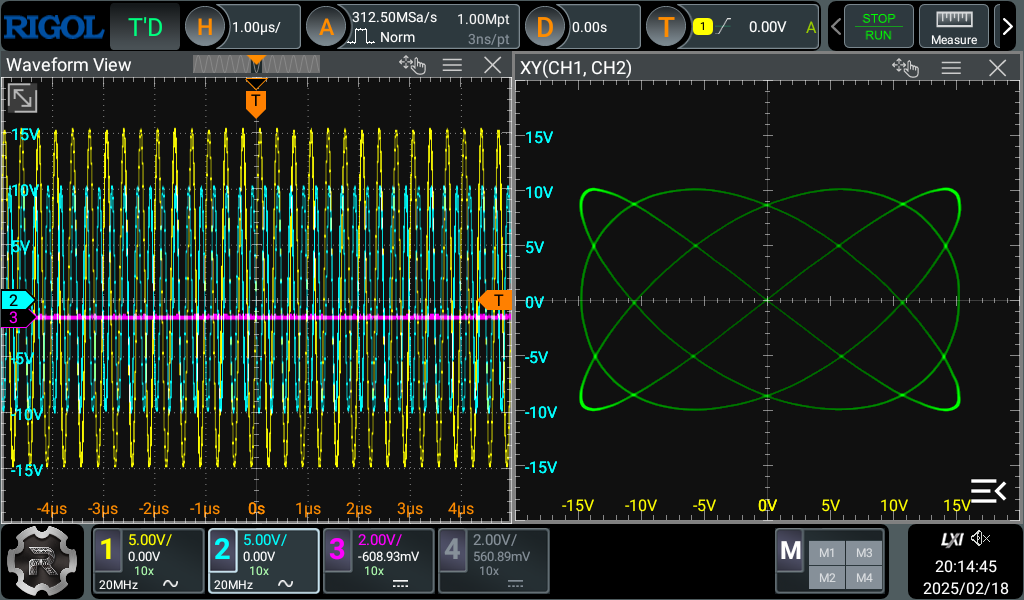 RIGOL T'D H 1.00μs/ A 312.50MSa/s 1.00Mpt D 0.00s T 1 0.00V A STOP
Norm 3ns/pt RUN Measure
Waveform View XY(CH1, CH2)
T
15V 15V
10V 10V
5V 5V
2 T 0V
3
-5V -5V
-10V -10V
-15V -15V
-4μs -3μs -2μs -1μs 0s 1μs 2μs 3μs 4μs
-15V -10V -5V 0V 5V 10V 15V
R
1 5.00V/
0.00V
10x
20MHz
2 5.00V/
0.00V
10x
20MHz
3 2.00V/
-608.93mV
10x
4 2.00V/
560.89mV
10x
M M1 M3
M2 M4
LXI
20:14:45
2025/02/18